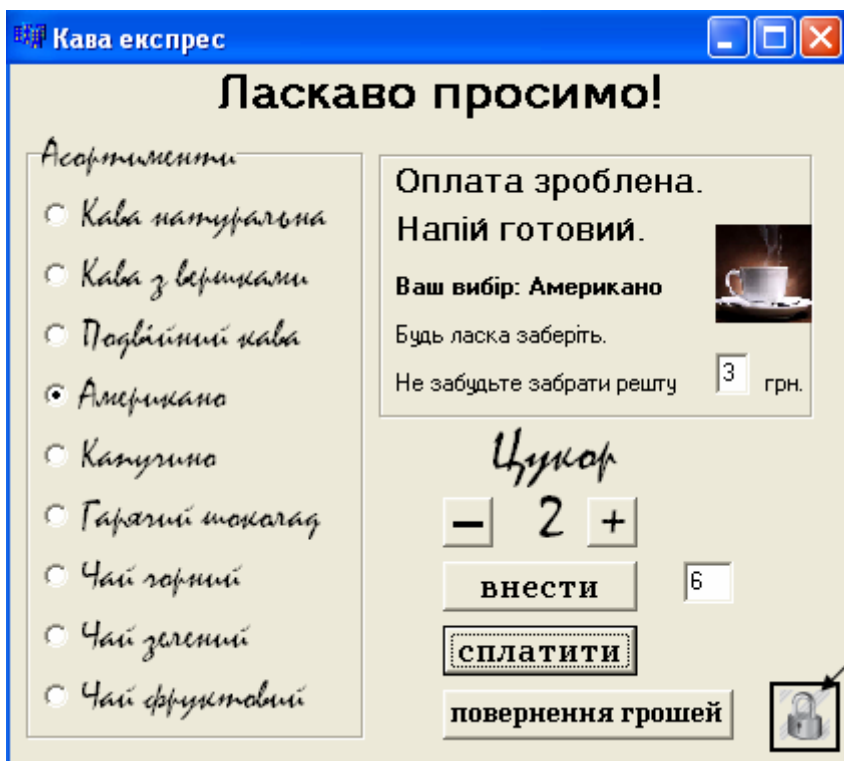 Кава експрес
Ласкаво просимо!
Асортименти
Кава натуральна
Кава з вершками
Подвійний кава
Американо
Капучино
Гарячий шоколад
Чай чорний
Чай зелений
Чай фруктовий
Оплата зроблена.
Напій готовий.
Ваш вибір: Американо
Будь ласка заберіть.
Не забудьте забрати решту 3 грн.
Цукор
– 2 +
внести 6
сплатити
повернення грошей